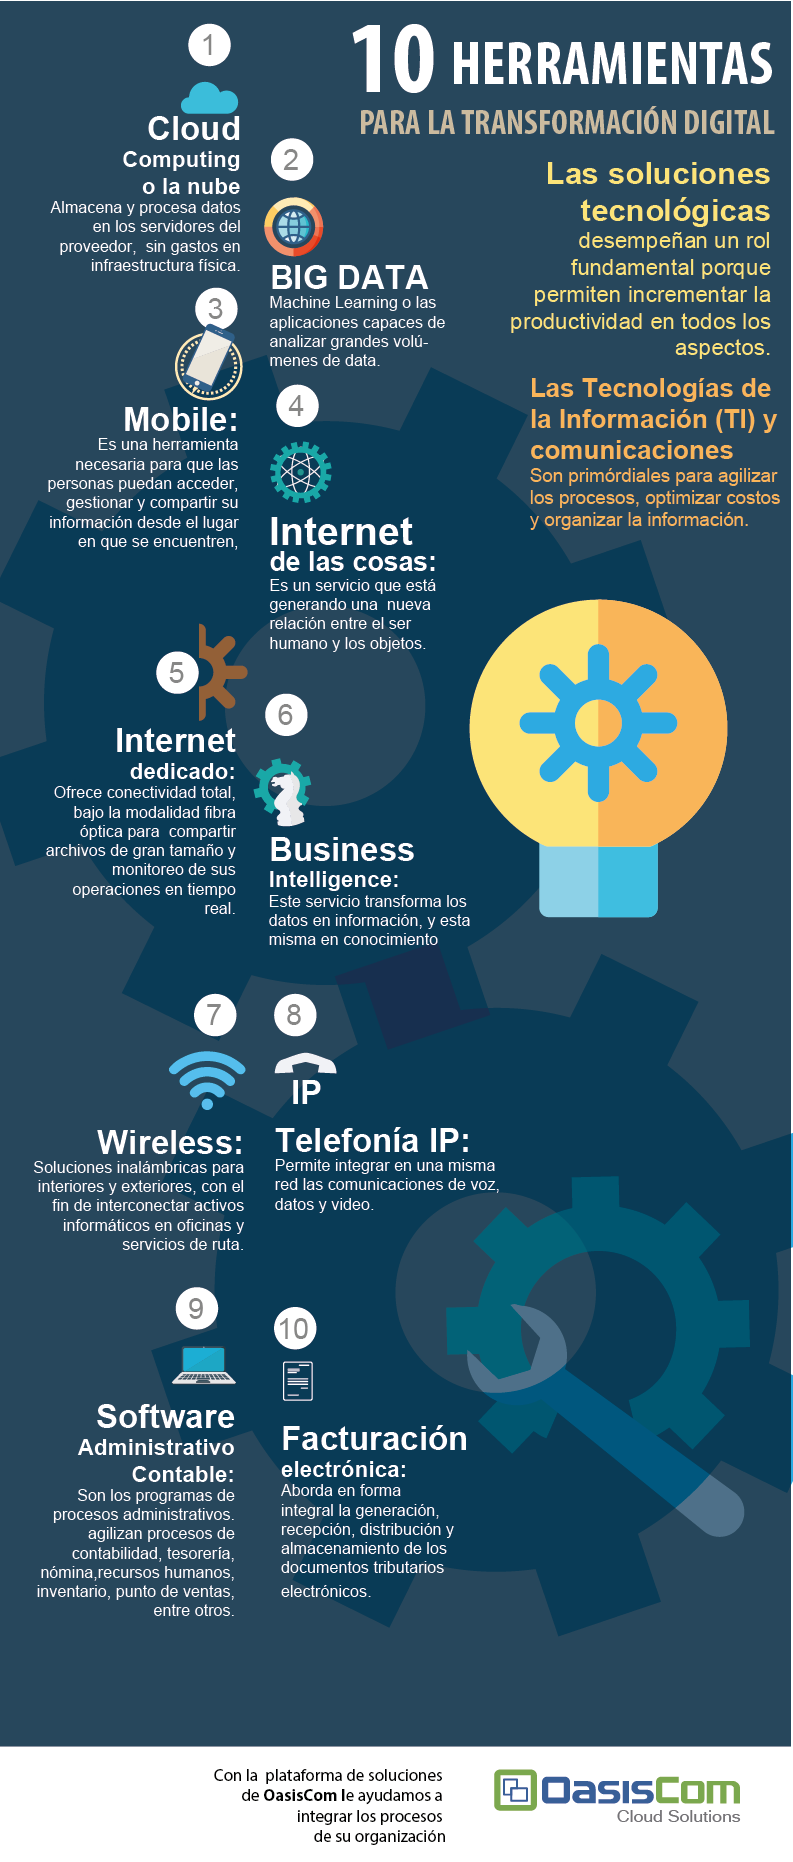 10 HERRAMIENTAS
PARA LA TRANSFORMACIÓN DIGITAL
Las soluciones
tecnológicas
desempeñan un rol
fundamental porque
permiten incrementar la
productividad en todos los
aspectos.
Las Tecnologías de
la Información (TI) y
comunicaciones
Son primórdiales para agilizar
los procesos, optimizar costos
y organizar la información.
1
Cloud
Computing
o la nube
Almacena y procesa datos
en los servidores del
proveedor, sin gastos en
infraestructura física.
2
BIG DATA
Machine Learning o las
aplicaciones capaces de
analizar grandes volú-
menes de data.
3
Mobile:
Es una herramienta
necesaria para que las
personas puedan acceder,
gestionar y compartir su
información desde el lugar
en que se encuentren,
4
Internet
de las cosas:
Es un servicio que está
generando una nueva
relación entre el ser
humano y los objetos.
5
Internet
dedicado:
Ofrece conectividad total,
bajo la modalidad fibra
óptica para compartir
archivos de gran tamaño y
monitoreo de sus
operaciones en tiempo
real.
6
Business
Intelligence:
Este servicio transforma los
datos en información, y esta
misma en conocimiento
7
Wireless:
Soluciones inalámbricas para
interiores y exteriores, con el
fin de interconectar activos
informáticos en oficinas y
servicios de ruta.
8
IP
Telefonía IP:
Permite integrar en una misma
red las comunicaciones de voz,
datos y video.
9
Software
Administrativo
Contable:
Son los programas de
procesos administrativos.
agilizan procesos de
contabilidad, tesorería,
nómina,recursos humanos,
inventario, punto de ventas,
entre otros.
10
Facturación
electrónica:
Aborda en forma
integral la generación,
recepción, distribución y
almacenamiento de los
documentos tributarios
electrónicos.
Con la plataforma de soluciones
de OasisCom le ayudamos a
integrar los procesos
de su organización
OasisCom
Cloud Solutions